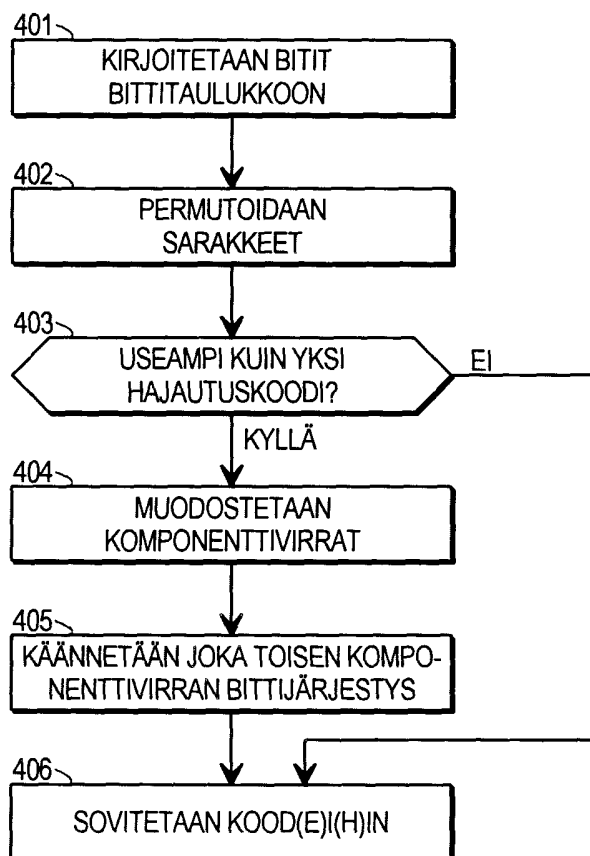 401
KIRJOITETAAN BITIT
BITTITAULUKKOON
402
PERMUTOIDAAN
SARAKKEET
403
USEAMPI KUIN YKSI
HAJAUTUSKOODI?
EI
KYLLÄ
404
MUODOSTETAAN
KOMPONENTTIVIRRAT
405
KÄÄNNETÄÄN JOKA TOISEN KOMPO-
NENTTIVIRRAN BITTIJÄRJESTYS
406
SOVITETAAN KOOD(E)I(H)IN